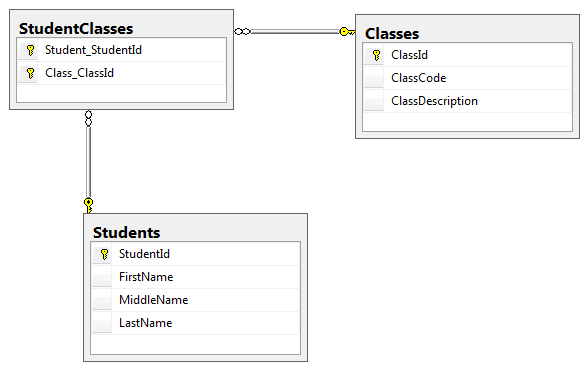 StudentClasses
Student_StudentId
Class_ClassId
Classes
ClassId
ClassCode
ClassDescription
Students
StudentId
FirstName
MiddleName
LastName